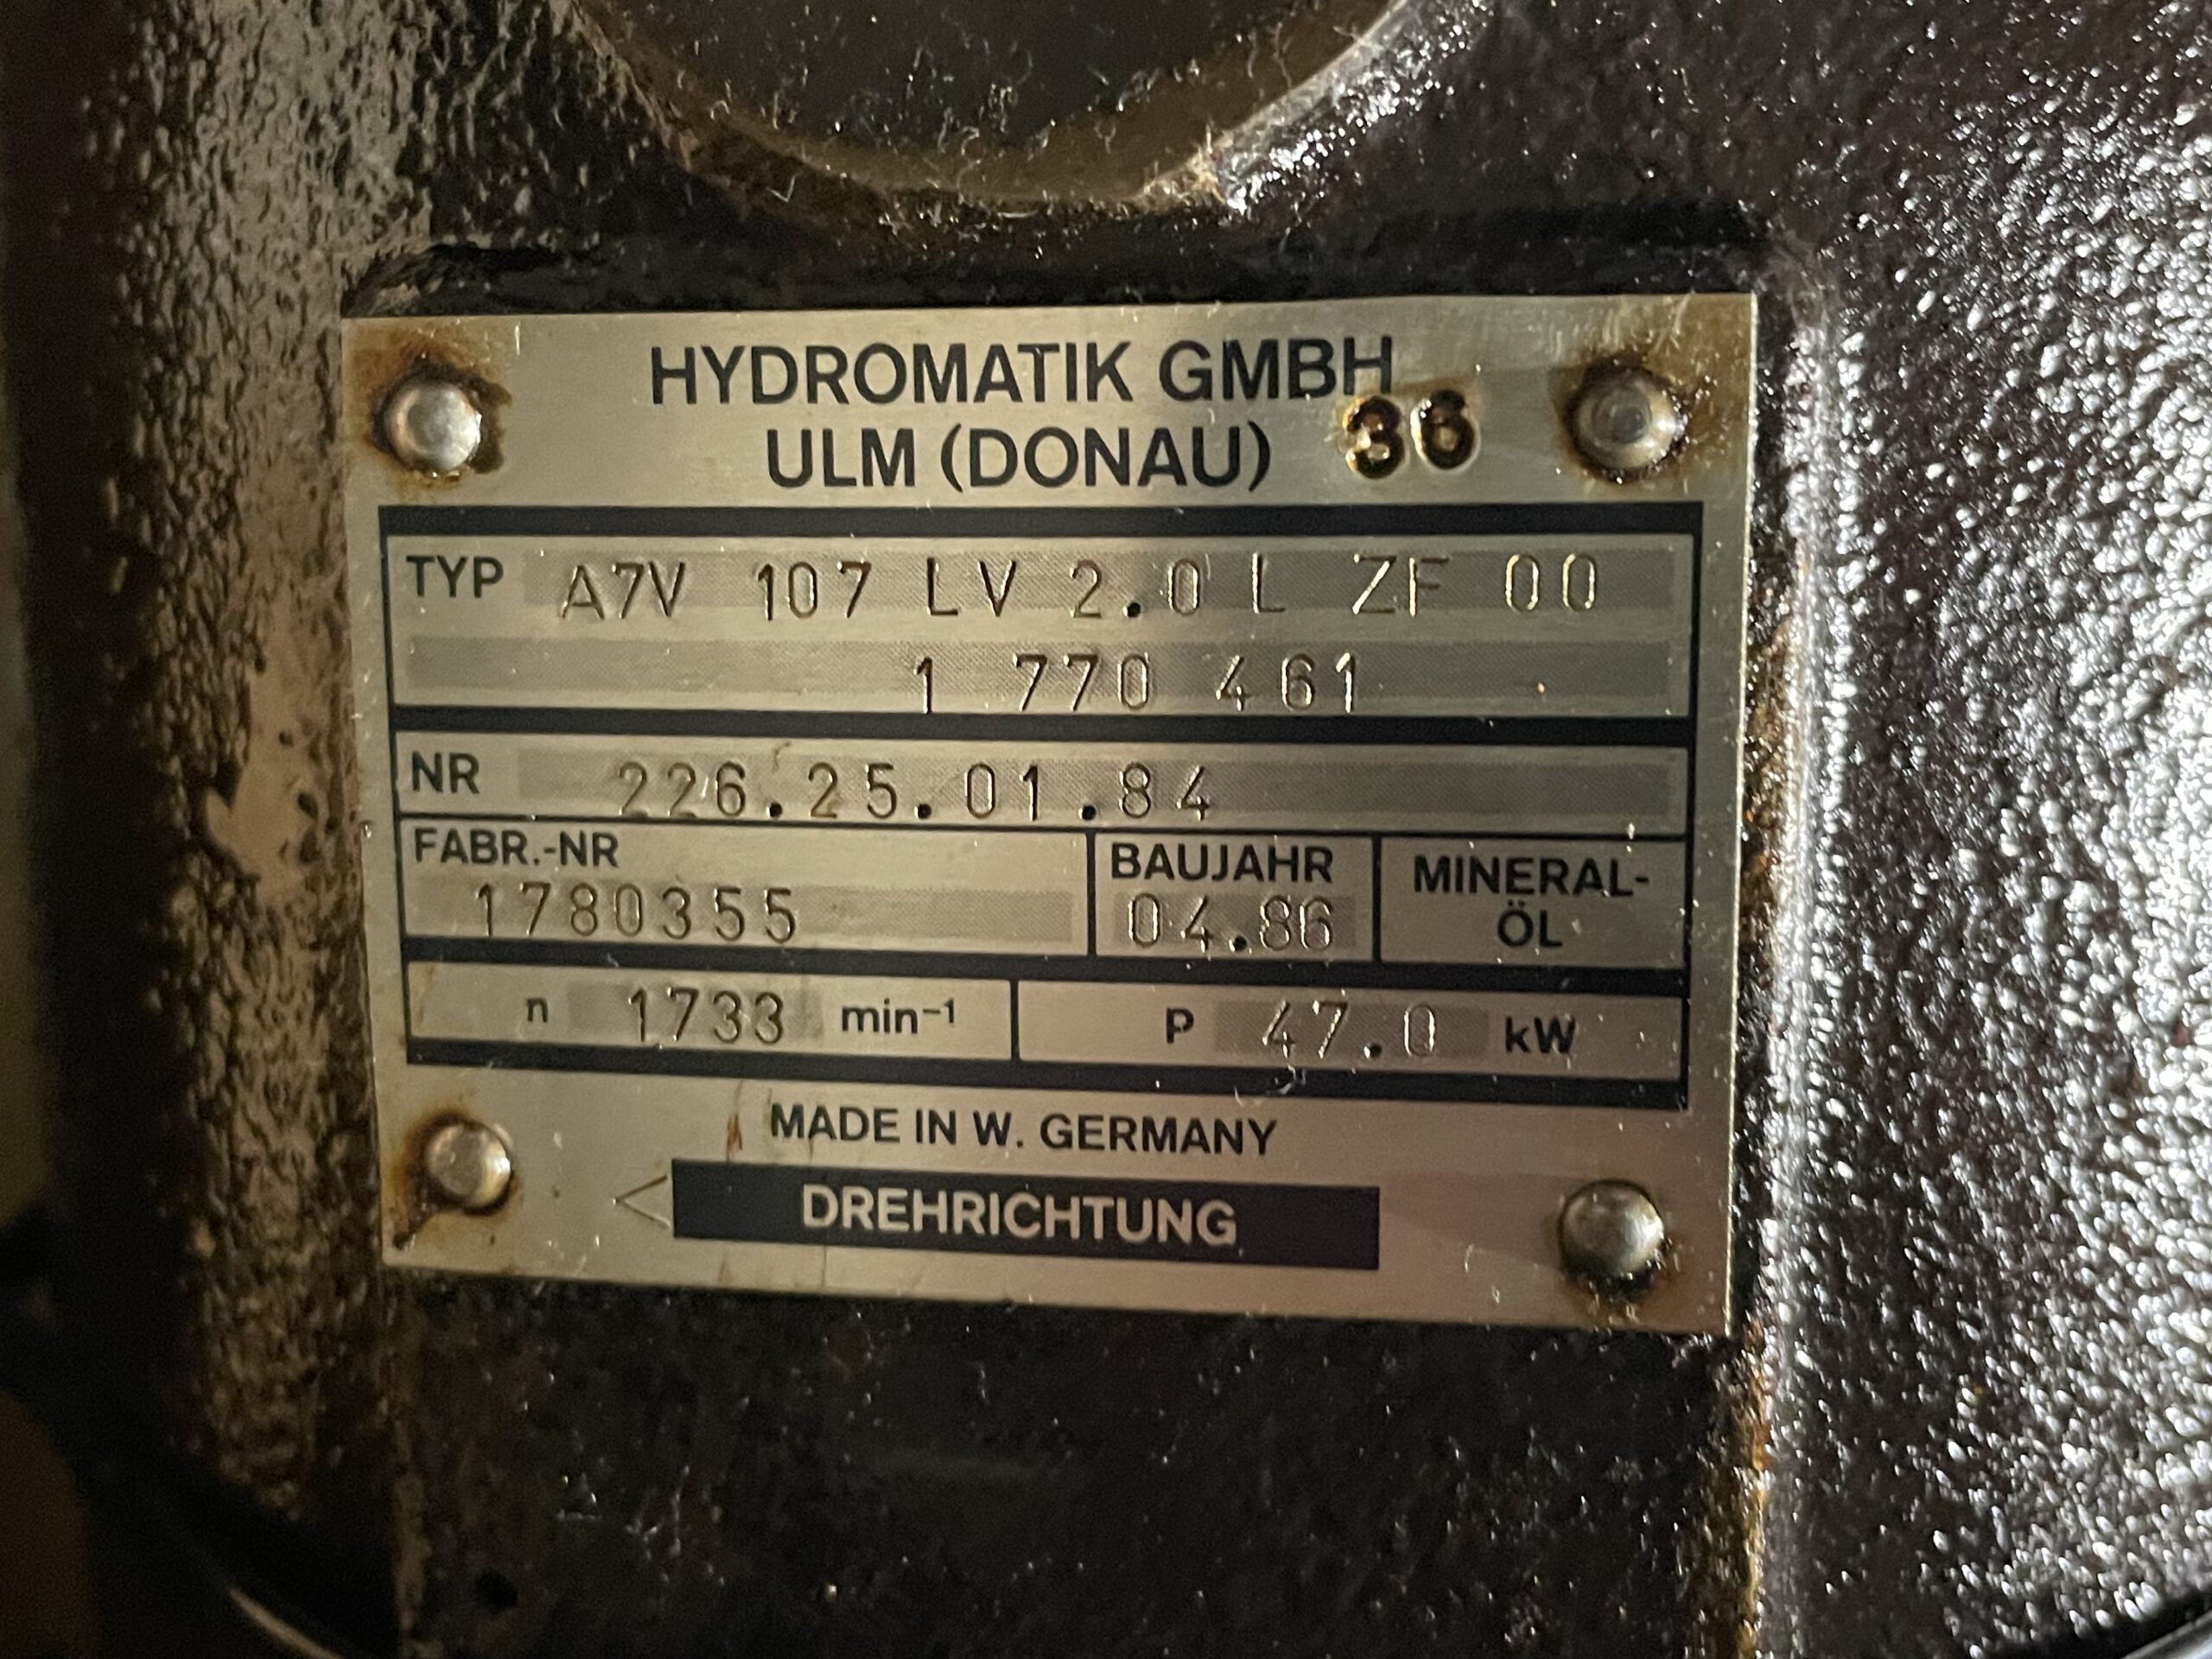 HYDROMATIK GMBH
ULM (DONAU) 36
TYP A7V 107 LV 2.0 L ZF 00
1 770 461
NR 226.25.01.84
FABR.-NR 1780355
BAUJAHR 04.86
MINERAL-
ÖL
n 1733 min⁻¹ P 47.0 kW
MADE IN W. GERMANY
DREHRICHTUNG